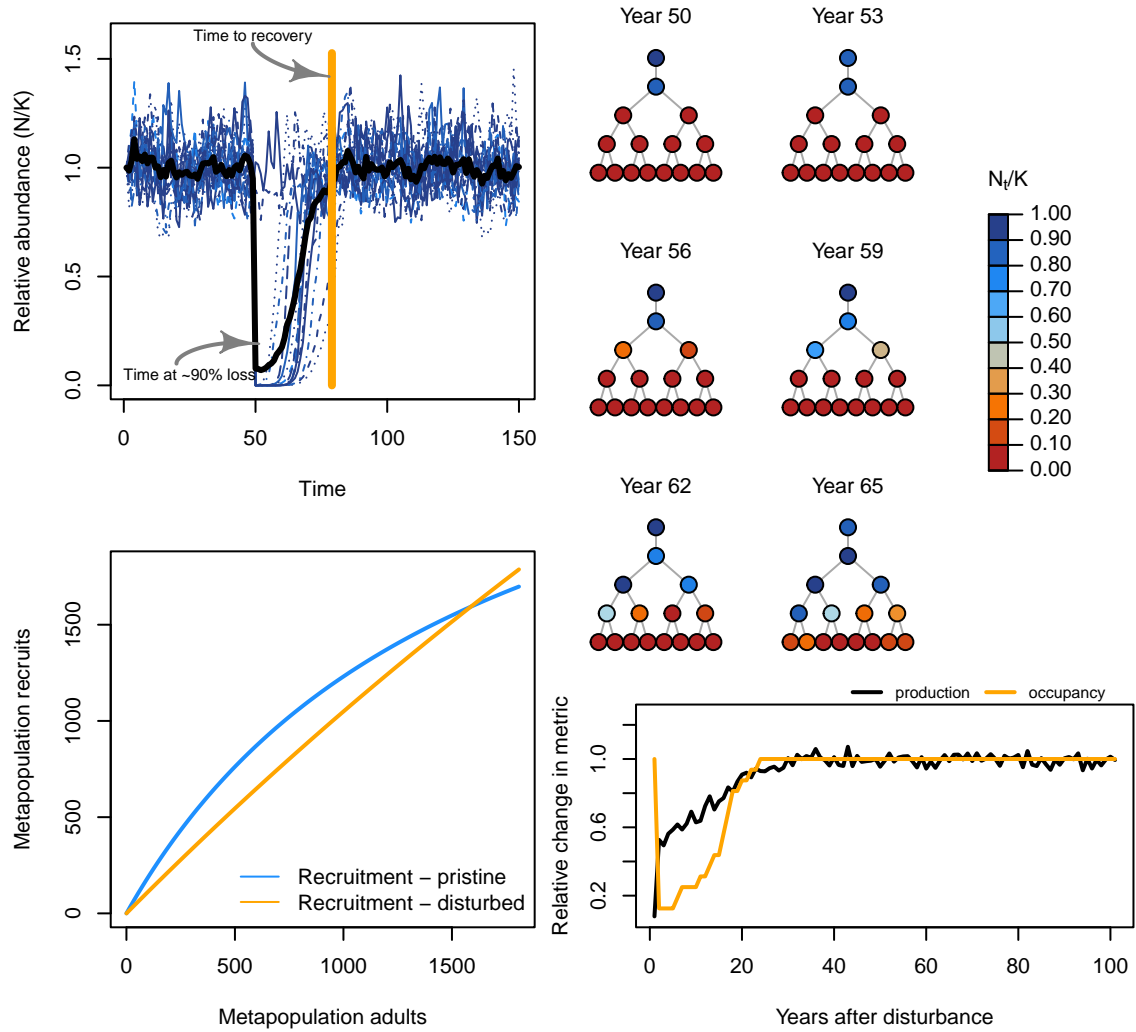 Time to recovery
Relative abundance (N/K)
1.5
1.0
0.5
0.0
Time at ~90% loss
0
50
100
150
Time
Year 50
Year 53
Year 56
Year 59
Year 62
Year 65
Nt/K
1.00
0.90
0.80
0.70
0.60
0.50
0.40
0.30
0.20
0.10
0.00
Metapopulation recruits
1500
1000
500
0
Recruitment − pristine
Recruitment − disturbed
0
500
1000
1500
Metapopulation adults
production
occupancy
Relative change in metric
1.0
0.6
0.2
0
20
40
60
80
100
Years after disturbance